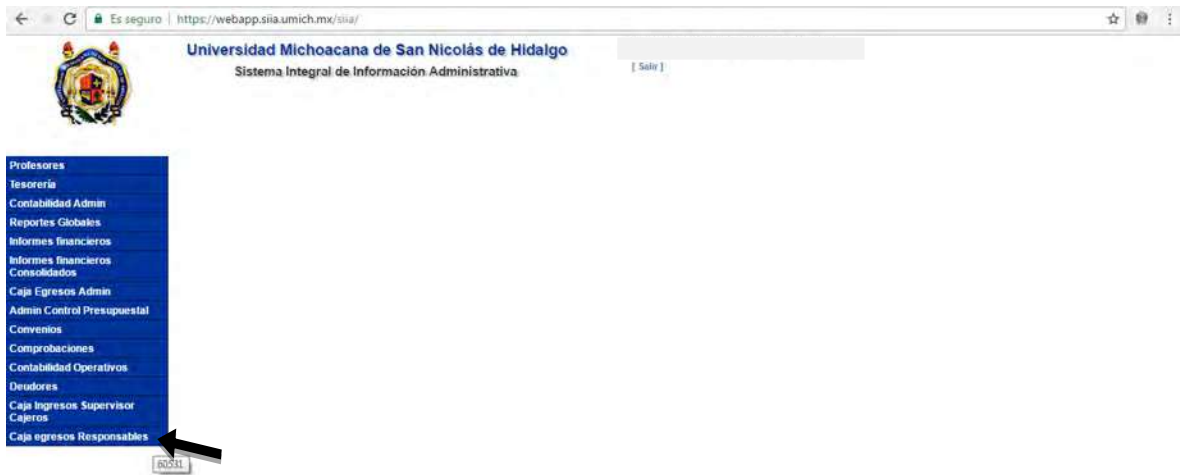 Es seguro | https://webapp.siia.umich.mx/siia/
Universidad Michoacana de San Nicolás de Hidalgo
Sistema Integral de Información Administrativa
[ Salir ]
Profesores
Tesorería
Contabilidad Admin
Reportes Globales
Informes financieros
Informes financieros
Consolidados
Caja Egresos Admin
Admin Control Presupuestal
Convenios
Comprobaciones
Contabilidad Operativos
Deudores
Caja Ingresos Supervisor
Cajeros
Caja egresos Responsables
60531